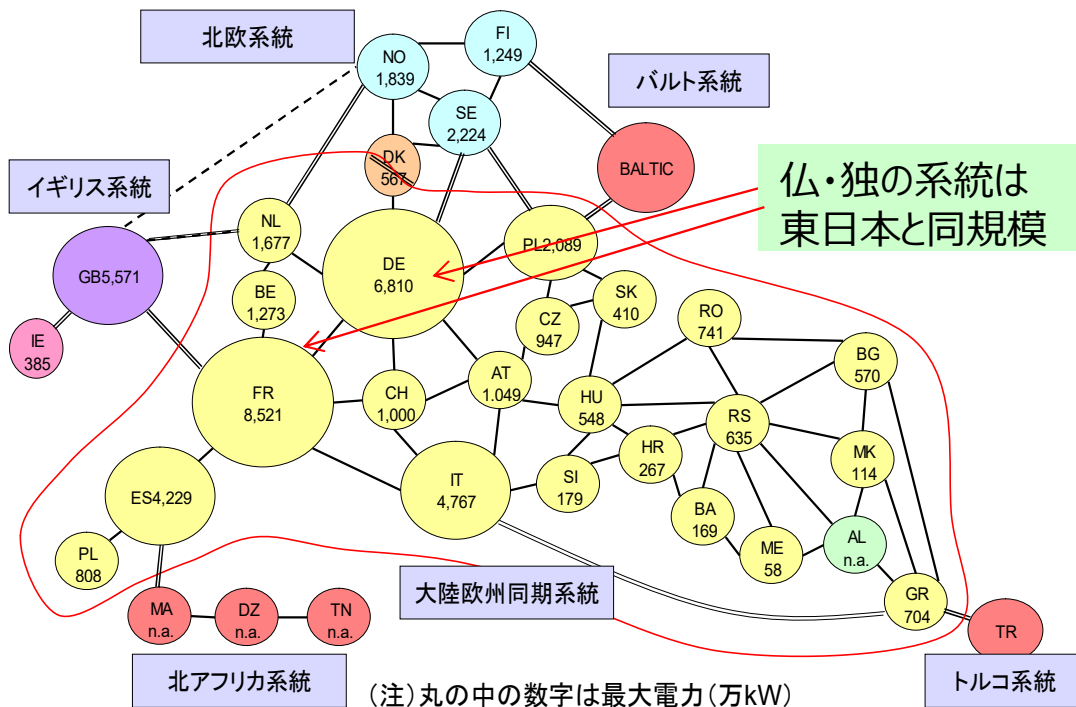 北欧系統
NO
1,839
FI
1,249
バルト系統
SE
2,224
DK
567
BALTIC
仏・独の系統は
東日本と同規模
イギリス系統
NL
1,677
DE
6,810
PL2,089
GB5,571
BE
1,273
SK
410
CZ
947
RO
741
IE
385
BG
570
FR
8,521
CH
1,000
AT
1.049
HU
548
RS
635
MK
114
HR
267
IT
4,767
SI
179
ES4,229
BA
169
AL
n.a.
ME
58
PL
808
大陸欧州同期系統
GR
704
MA
n.a.
DZ
n.a.
TN
n.a.
TR
北アフリカ系統
トルコ系統
(注)丸の中の数字は最大電力(万kW)